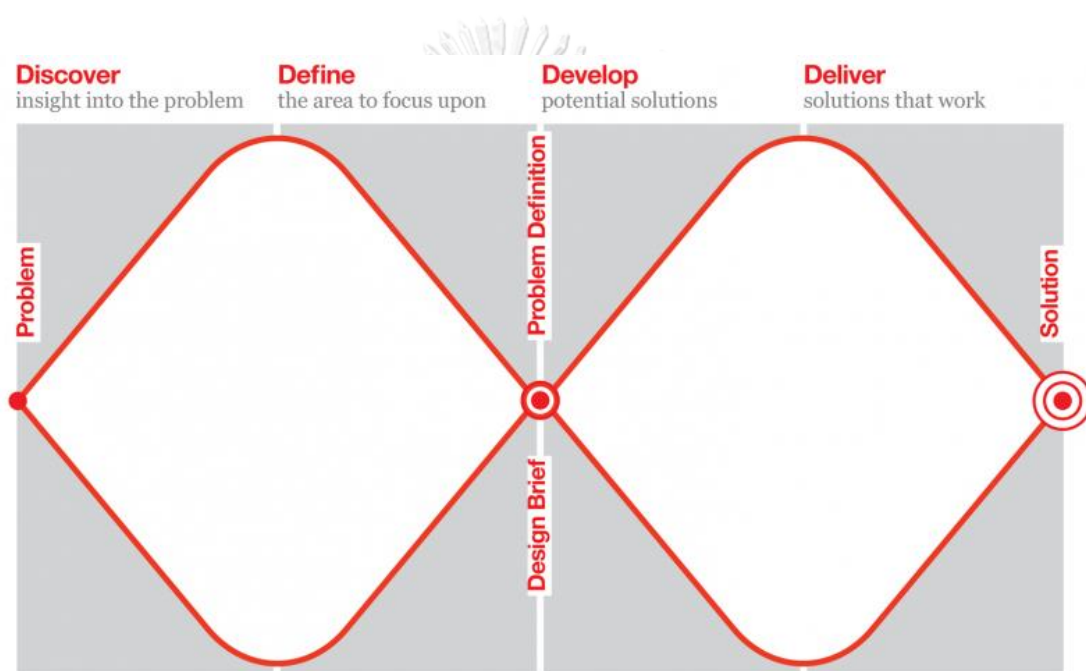 Discover
insight into the problem
Define
the area to focus upon
Develop
potential solutions
Deliver
solutions that work
Problem
Problem Definition
Design Brief
Solution